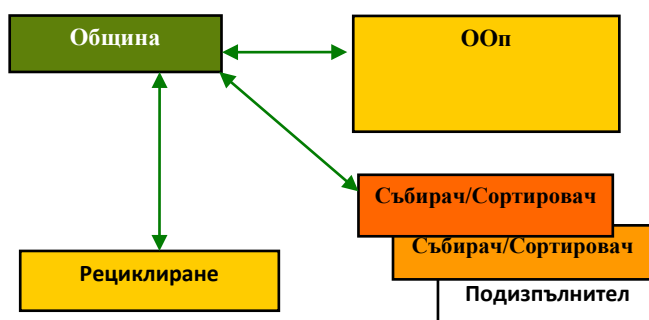 Община
ООп
Събирач/Сортировач
Събирач/Сортировач
Рециклиране
Подизпълнител